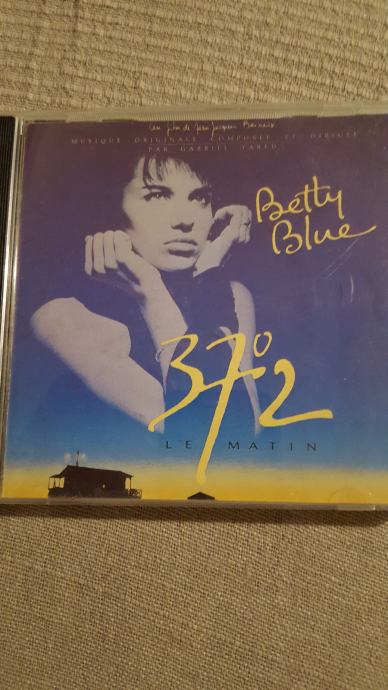 Un film de Jean-Jacques Beineix
MUSIQUE ORIGINALE COMPOSÉE ET DIRIGÉE
PAR GABRIEL YARED
Betty
Blue
37°2
LE MATIN